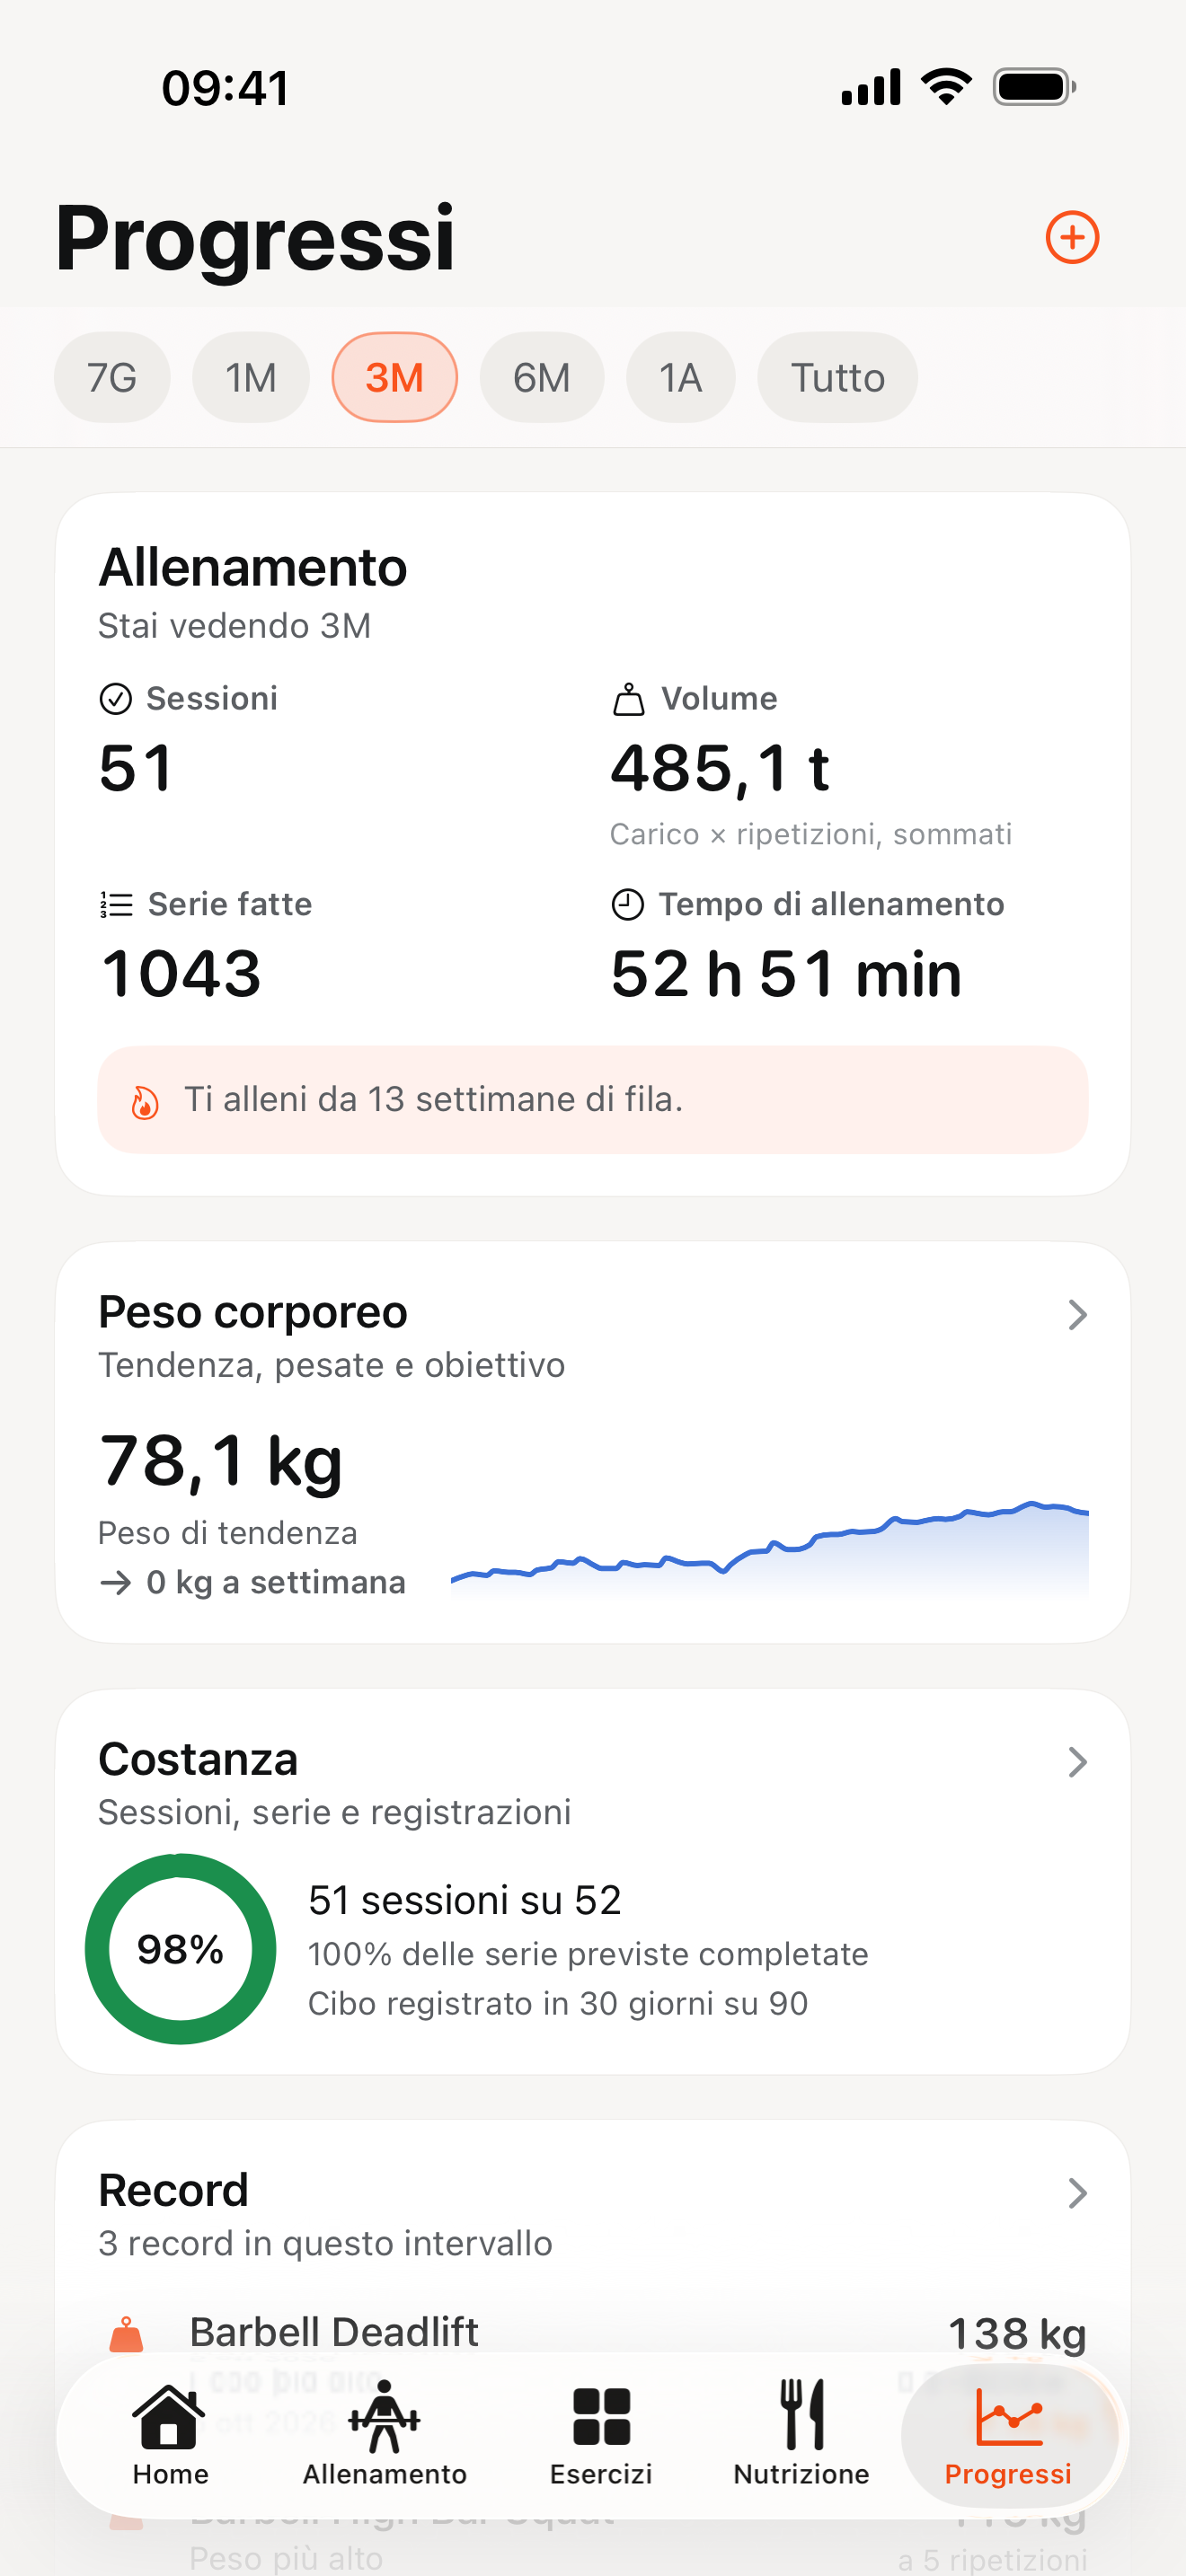 09:41
Progressi
7G 1M 3M 6M 1A Tutto
Allenamento
Stai vedendo 3M
Sessioni
51
Volume
485,1 t
Carico × ripetizioni, sommati
Serie fatte
1043
Tempo di allenamento
52 h 51 min
Ti alleni da 13 settimane di fila.
Peso corporeo
Tendenza, pesate e obiettivo
78,1 kg
Peso di tendenza
→ 0 kg a settimana
Costanza
Sessioni, serie e registrazioni
98%
51 sessioni su 52
100% delle serie previste completate
Cibo registrato in 30 giorni su 90
Record
3 record in questo intervallo
Barbell Deadlift 138 kg
Home Allenamento Esercizi Nutrizione Progressi
Peso più alto a 5 ripetizioni